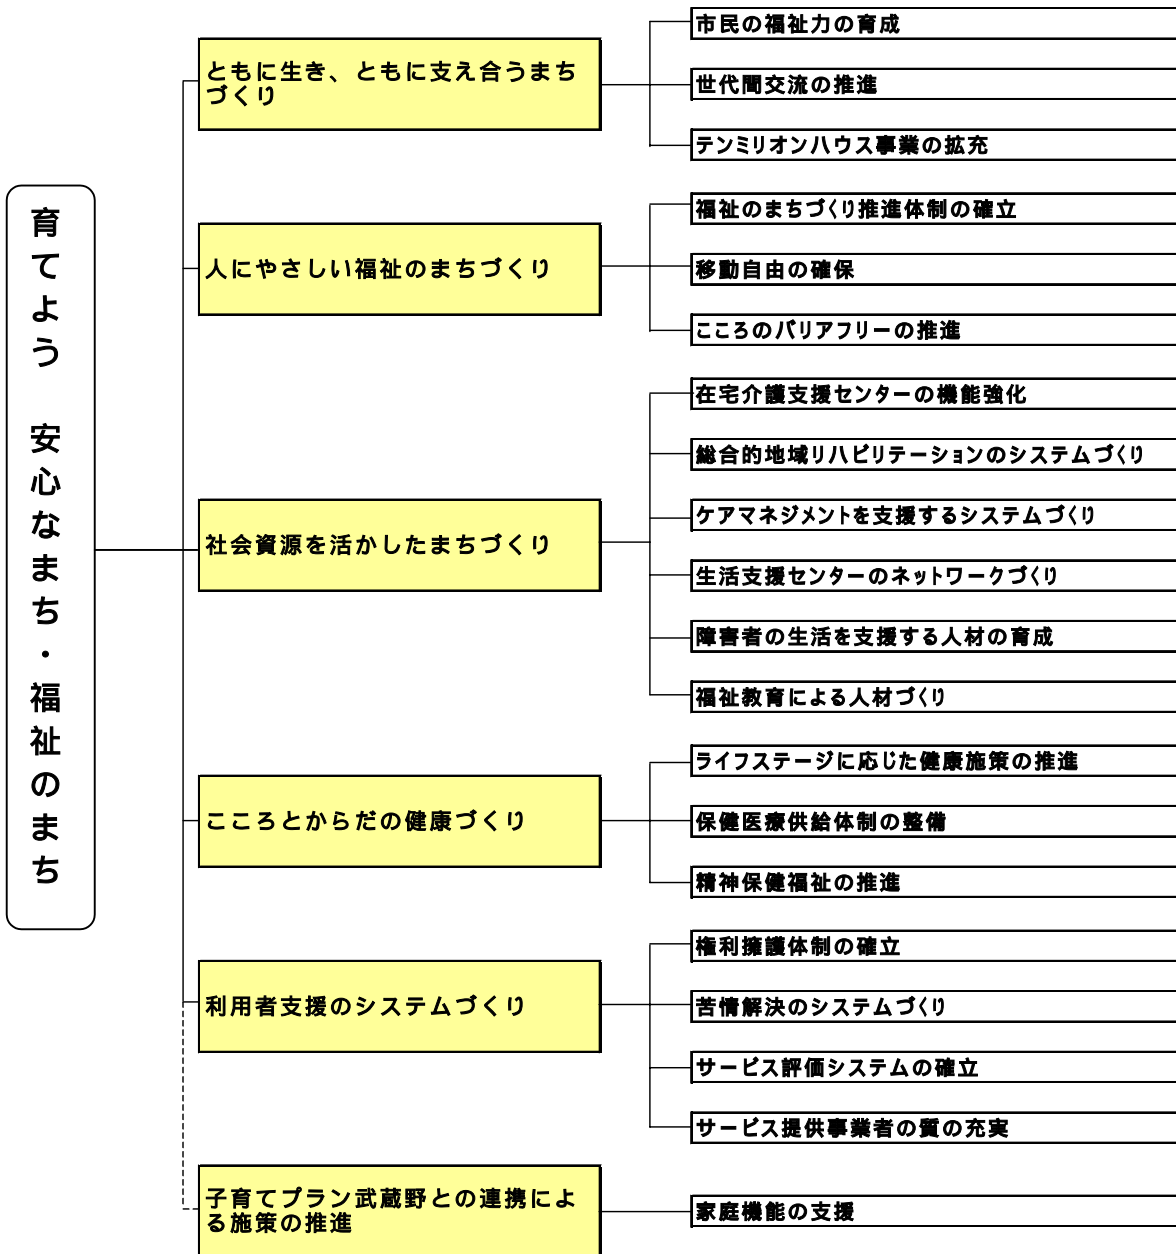 育てよう　安心なまち・福祉のまち
ともに生き、ともに支え合うまち
づくり
市民の福祉力の育成
世代間交流の推進
テンミリオンハウス事業の拡充
人にやさしい福祉のまちづくり
福祉のまちづくり推進体制の確立
移動自由の確保
こころのバリアフリーの推進
社会資源を活かしたまちづくり
在宅介護支援センターの機能強化
総合的地域リハビリテーションのシステムづくり
ケアマネジメントを支援するシステムづくり
生活支援センターのネットワークづくり
障害者の生活を支援する人材の育成
福祉教育による人材づくり
こころとからだの健康づくり
ライフステージに応じた健康施策の推進
保健医療供給体制の整備
精神保健福祉の推進
利用者支援のシステムづくり
権利擁護体制の確立
苦情解決のシステムづくり
サービス評価システムの確立
サービス提供事業者の質の充実
子育てプラン武蔵野との連携によ
る施策の推進
家庭機能の支援